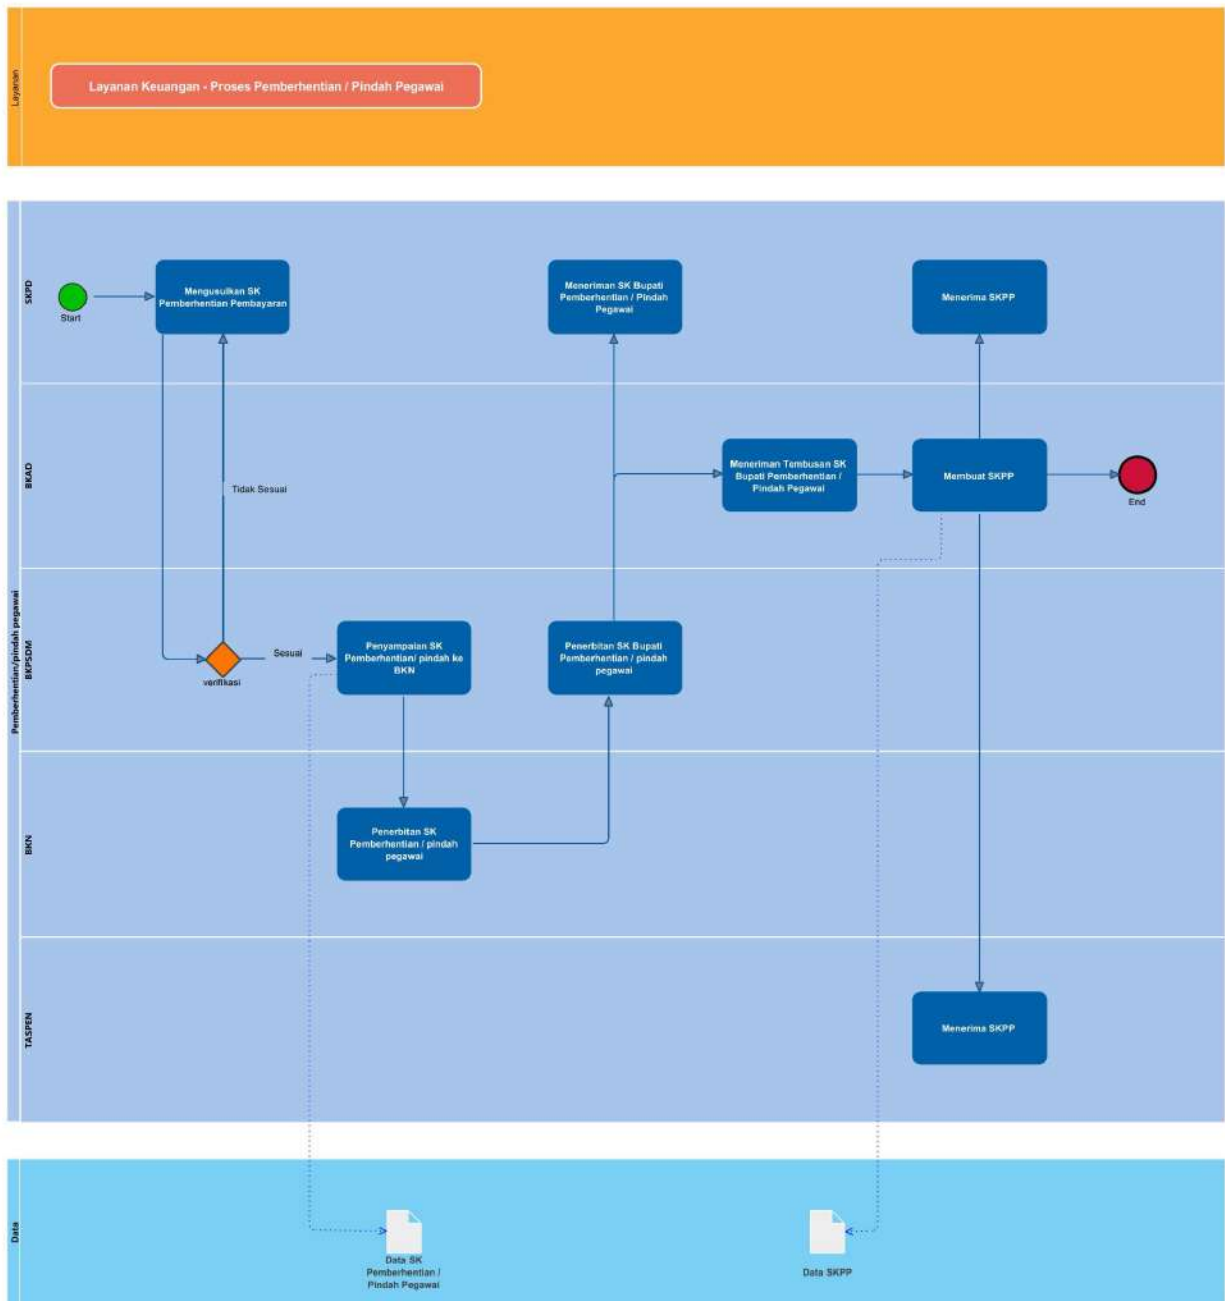 Layanan
Layanan Keuangan - Proses Pemberhentian / Pindah Pegawai
Pemberhentian/pindah pegawai
SKPD
Start
Mengusulkan SK
Pemberhentian Pembayaran
Meneriman SK Bupati
Pemberhentian / Pindah
Pegawai
Menerima SKPP
BKAD
Tidak Sesuai
Meneriman Tembusan SK
Bupati Pemberhentian /
Pindah Pegawai
Membuat SKPP
End
BKPSDM
verifikasi
Sesuai
Penyampaian SK
Pemberhentian/ pindah ke
BKN
Penerbitan SK Bupati
Pemberhentian / pindah
pegawai
BKN
Penerbitan SK
Pemberhentian / pindah
pegawai
TASPEN
Menerima SKPP
Data
Data SK
Pemberhentian /
Pindah Pegawai
Data SKPP